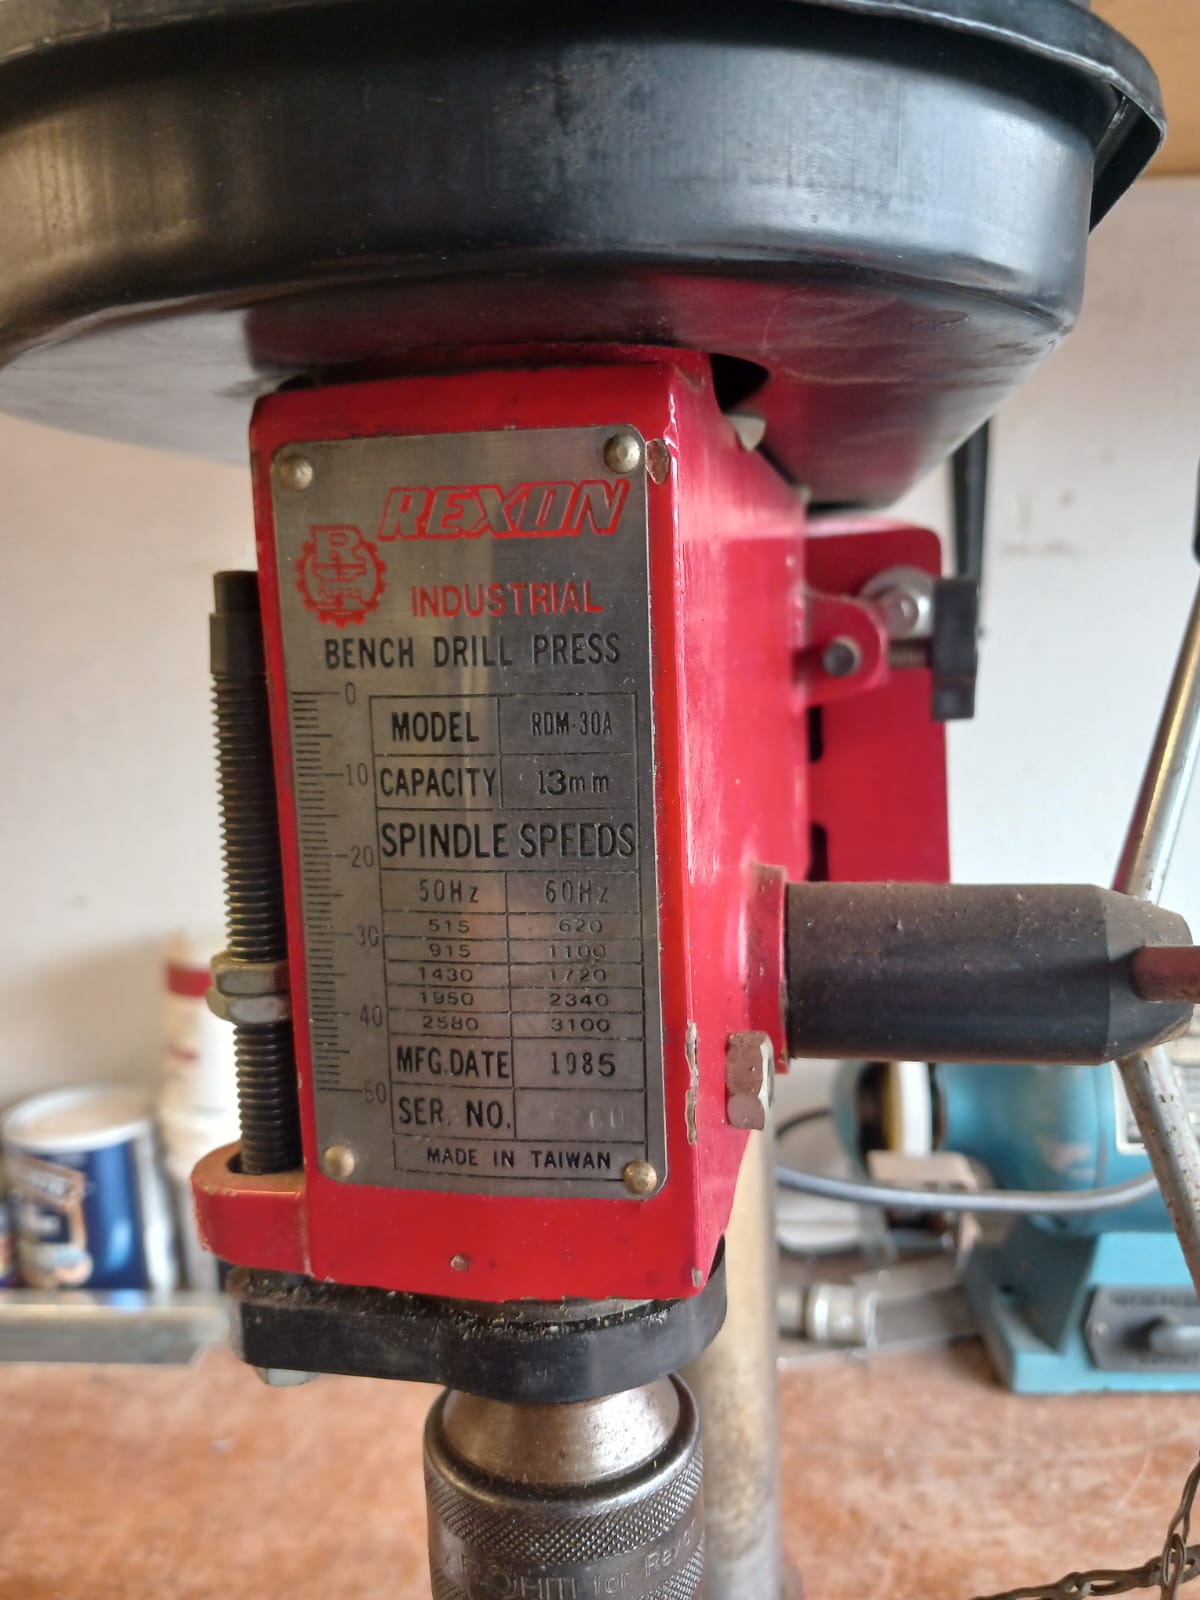 REXON
R
INDUSTRIAL
BENCH DRILL PRESS
0
MODEL RDM-30A
10
CAPACITY 13mm
SPINDLE SPEEDS
20
50Hz 60Hz
515 620
30
915 1100
1430 1720
1950 2340
40
2580 3100
MFG.DATE 1985
50
SER. NO.
MADE IN TAIWAN
for Rexo